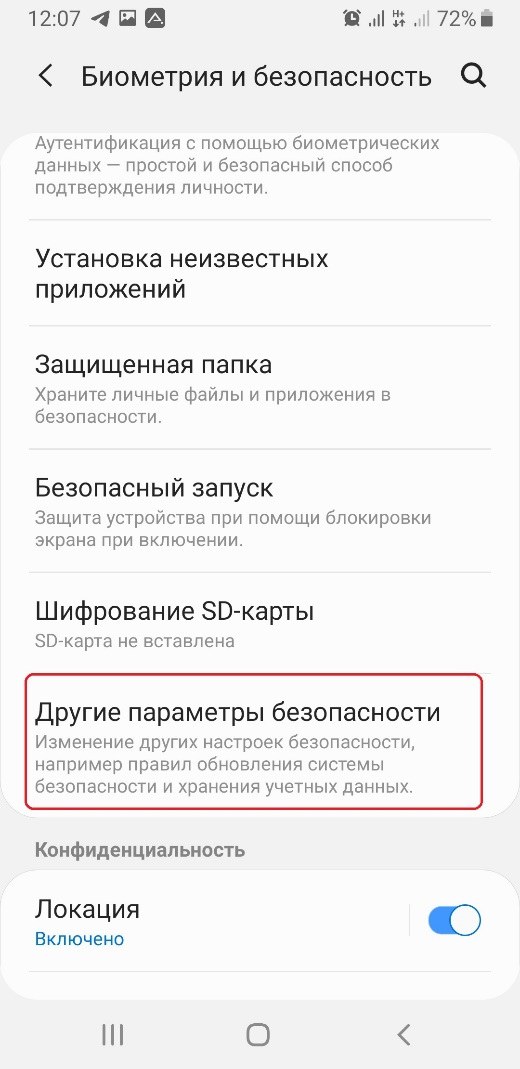 12:07
72%
Биометрия и безопасность
Аутентификация с помощью биометрических
данных — простой и безопасный способ
подтверждения личности.
Установка неизвестных
приложений
Защищенная папка
Храните личные файлы и приложения в
безопасности.
Безопасный запуск
Защита устройства при помощи блокировки
экрана при включении.
Шифрование SD-карты
SD-карта не вставлена
Другие параметры безопасности
Изменение других настроек безопасности,
например правил обновления системы
безопасности и хранения учетных данных.
Конфиденциальность
Локация
Включено